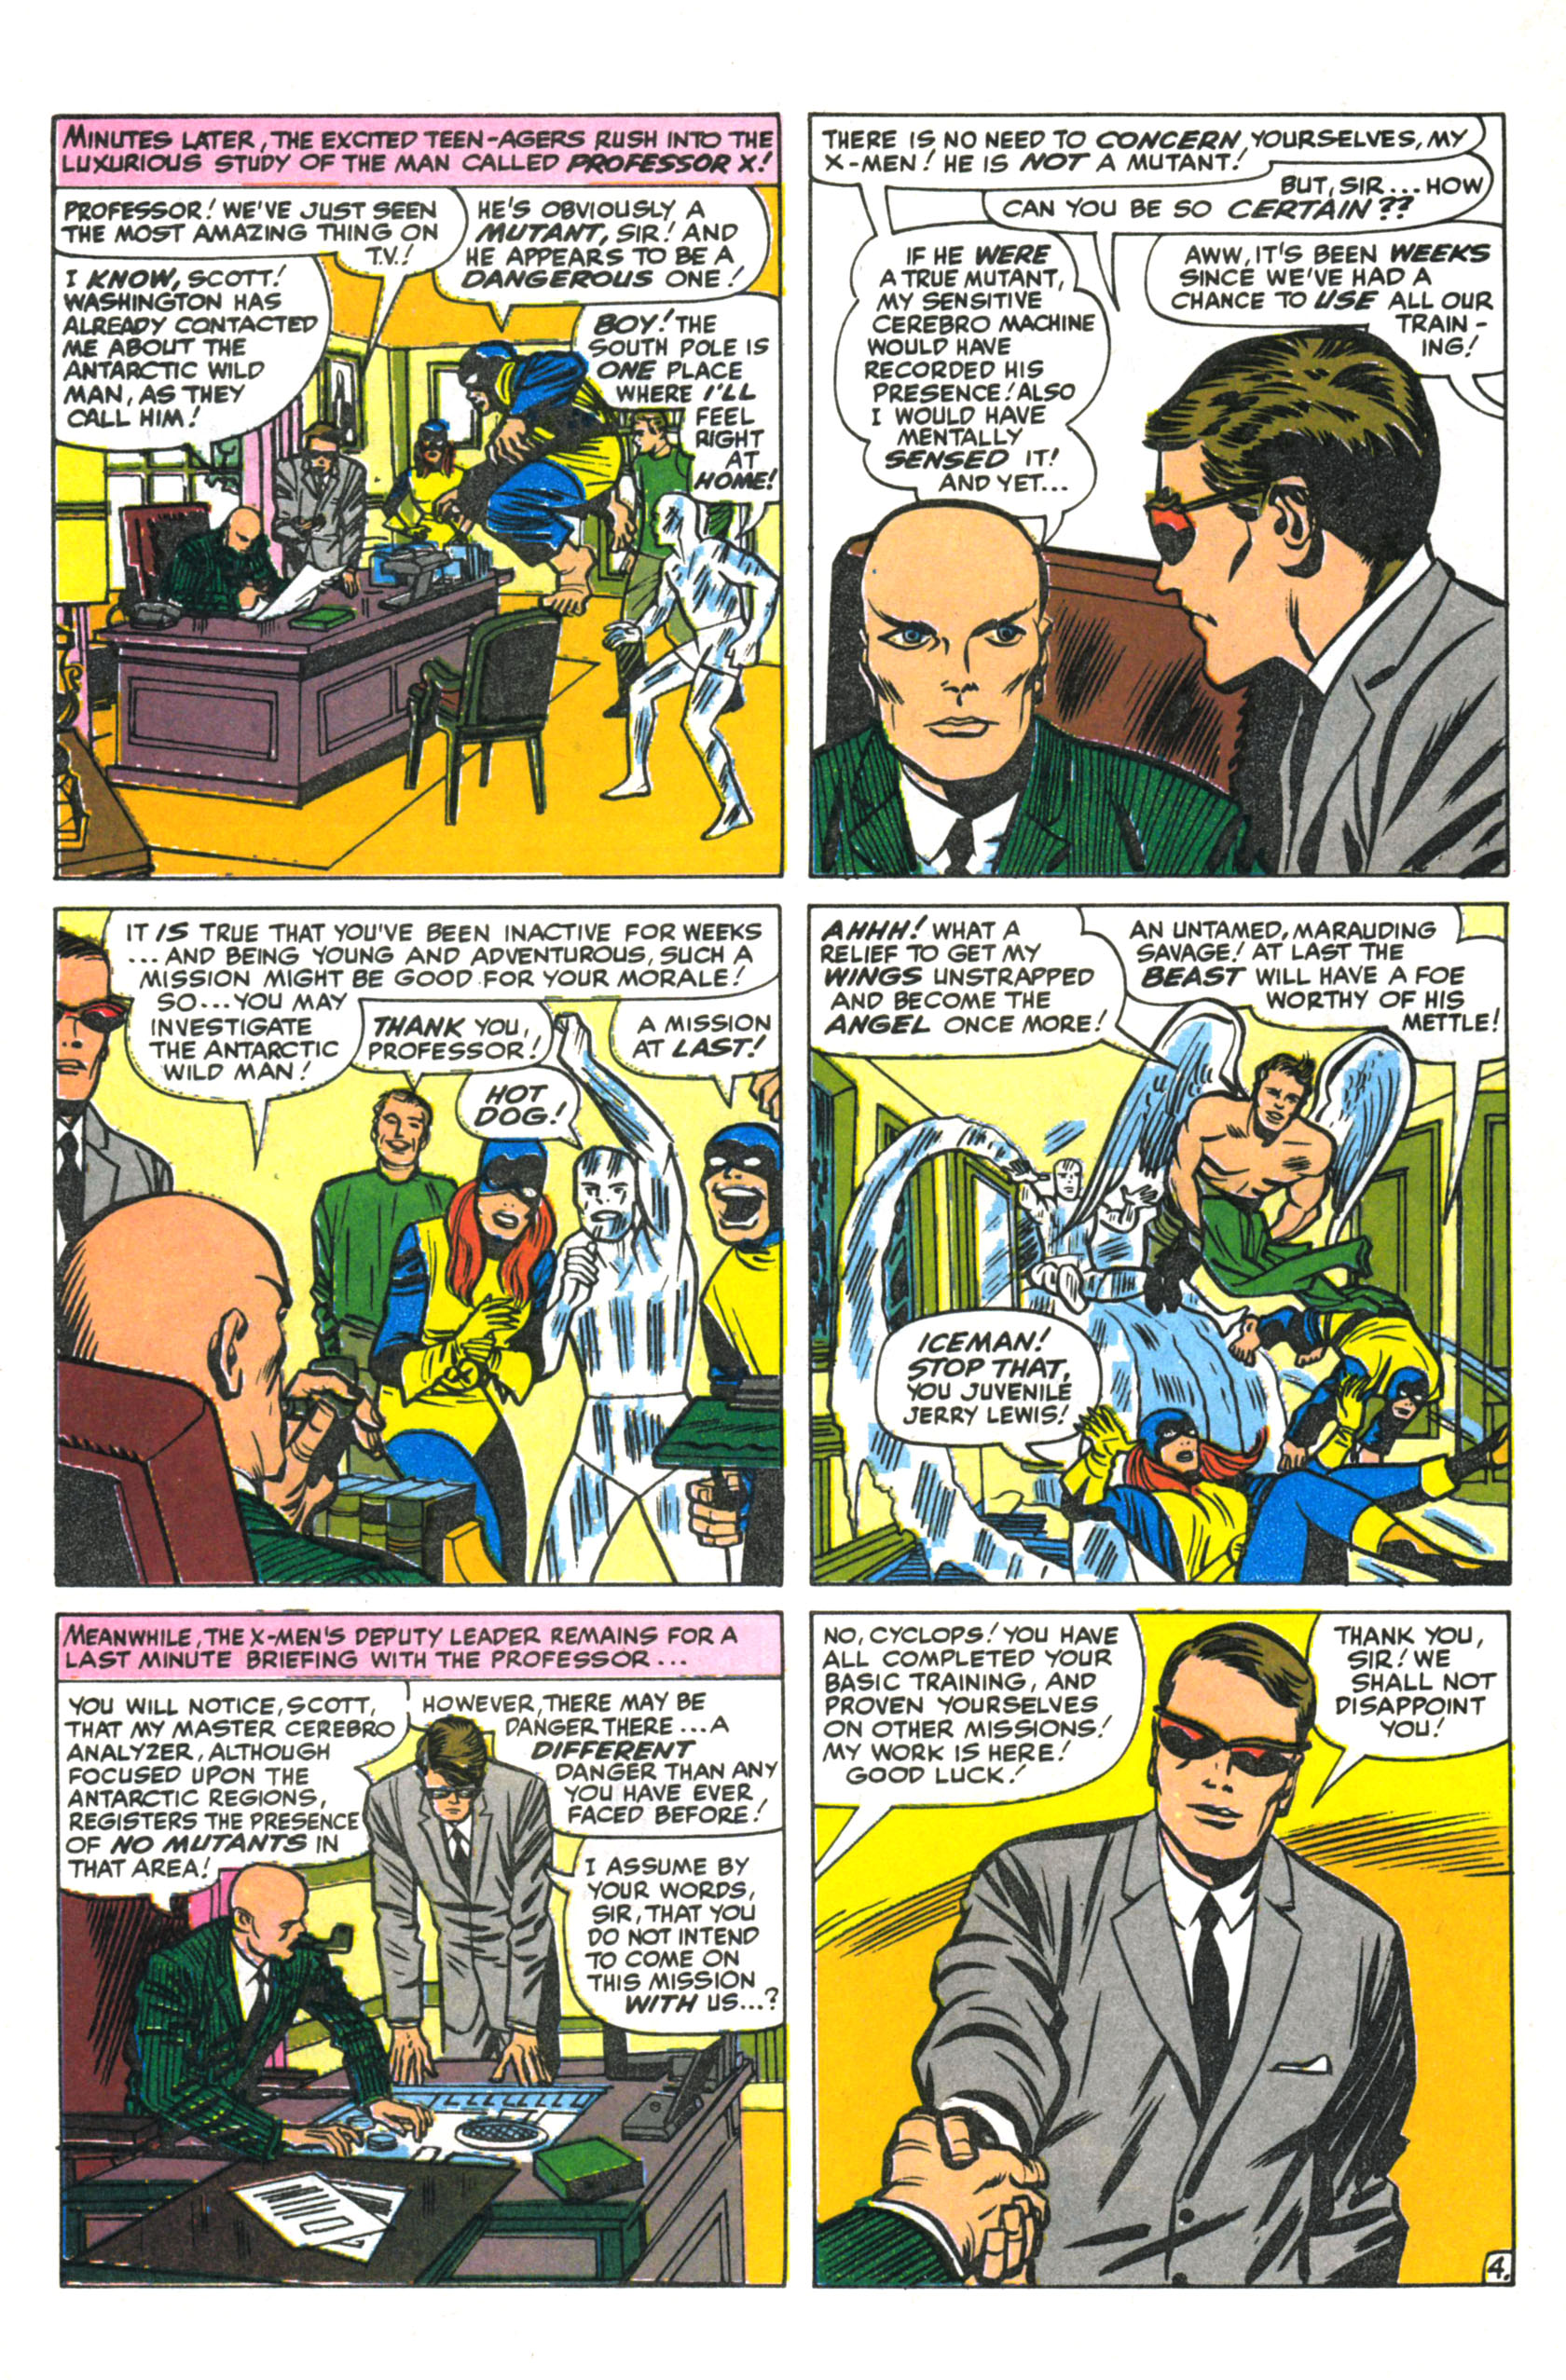 MINUTES LATER, THE EXCITED TEEN-AGERS RUSH INTO THE
LUXURIOUS STUDY OF THE MAN CALLED PROFESSOR X!
PROFESSOR! WE'VE JUST SEEN
THE MOST AMAZING THING ON
T.V.!
I KNOW, SCOTT!
WASHINGTON HAS
ALREADY CONTACTED
ME ABOUT THE
ANTARCTIC WILD
MAN, AS THEY
CALL HIM!
HE'S OBVIOUSLY A
MUTANT, SIR! AND
HE APPEARS TO BE A
DANGEROUS ONE!
BOY! THE
SOUTH POLE IS
ONE PLACE
WHERE I'LL
FEEL
RIGHT
AT
HOME!
THERE IS NO NEED TO CONCERN YOURSELVES, MY
X-MEN! HE IS NOT A MUTANT!
BUT, SIR... HOW
CAN YOU BE SO CERTAIN??
IF HE WERE
A TRUE MUTANT,
MY SENSITIVE
CEREBRO MACHINE
WOULD HAVE
RECORDED HIS
PRESENCE! ALSO
I WOULD HAVE
MENTALLY
SENSED IT!
AND YET...
AWW, IT'S BEEN WEEKS
SINCE WE'VE HAD A
CHANCE TO USE ALL OUR
TRAIN-
ING!
IT IS TRUE THAT YOU'VE BEEN INACTIVE FOR WEEKS
...AND BEING YOUNG AND ADVENTUROUS, SUCH A
MISSION MIGHT BE GOOD FOR YOUR MORALE!
SO... YOU MAY
INVESTIGATE
THE ANTARCTIC
WILD MAN!
THANK YOU,
PROFESSOR!
HOT
DOG!
A MISSION
AT LAST!
AHHH! WHAT A
RELIEF TO GET MY
WINGS UNSTRAPPED
AND BECOME THE
ANGEL ONCE MORE!
AN UNTAMED, MARAUDING
SAVAGE! AT LAST THE
BEAST WILL HAVE A FOE
WORTHY OF HIS
METTLE!
ICEMAN!
STOP THAT,
YOU JUVENILE
JERRY LEWIS!
MEANWHILE, THE X-MEN'S DEPUTY LEADER REMAINS FOR A
LAST MINUTE BRIEFING WITH THE PROFESSOR...
YOU WILL NOTICE, SCOTT,
THAT MY MASTER CEREBRO
ANALYZER, ALTHOUGH
FOCUSED UPON THE
ANTARCTIC REGIONS,
REGISTERS THE PRESENCE
OF NO MUTANTS IN
THAT AREA!
HOWEVER, THERE MAY BE
DANGER THERE... A
DIFFERENT
DANGER THAN ANY
YOU HAVE EVER
FACED BEFORE!
I ASSUME BY
YOUR WORDS,
SIR, THAT YOU
DO NOT INTEND
TO COME ON
THIS MISSION
WITH US...?
NO, CYCLOPS! YOU HAVE
ALL COMPLETED YOUR
BASIC TRAINING, AND
PROVEN YOURSELVES
ON OTHER MISSIONS!
MY WORK IS HERE!
GOOD LUCK!
THANK YOU,
SIR! WE
SHALL NOT
DISAPPOINT
YOU!
4.